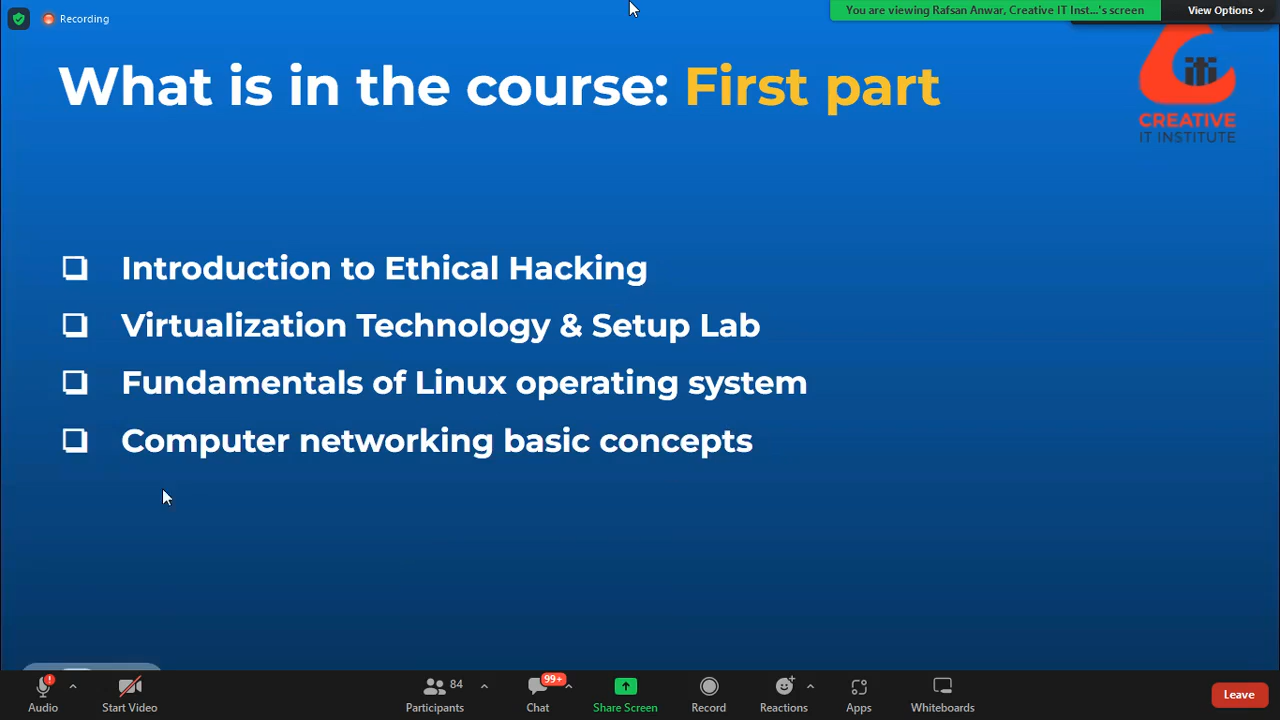 Recording
You are viewing Rafsan Anwar, Creative IT Inst...'s screen
View Options
What is in the course: First part
iTi
CREATIVE
IT INSTITUTE
Introduction to Ethical Hacking
Virtualization Technology & Setup Lab
Fundamentals of Linux operating system
Computer networking basic concepts
Audio
Start Video
84
Participants
99+
Chat
Share Screen
Record
Reactions
Apps
Whiteboards
Leave